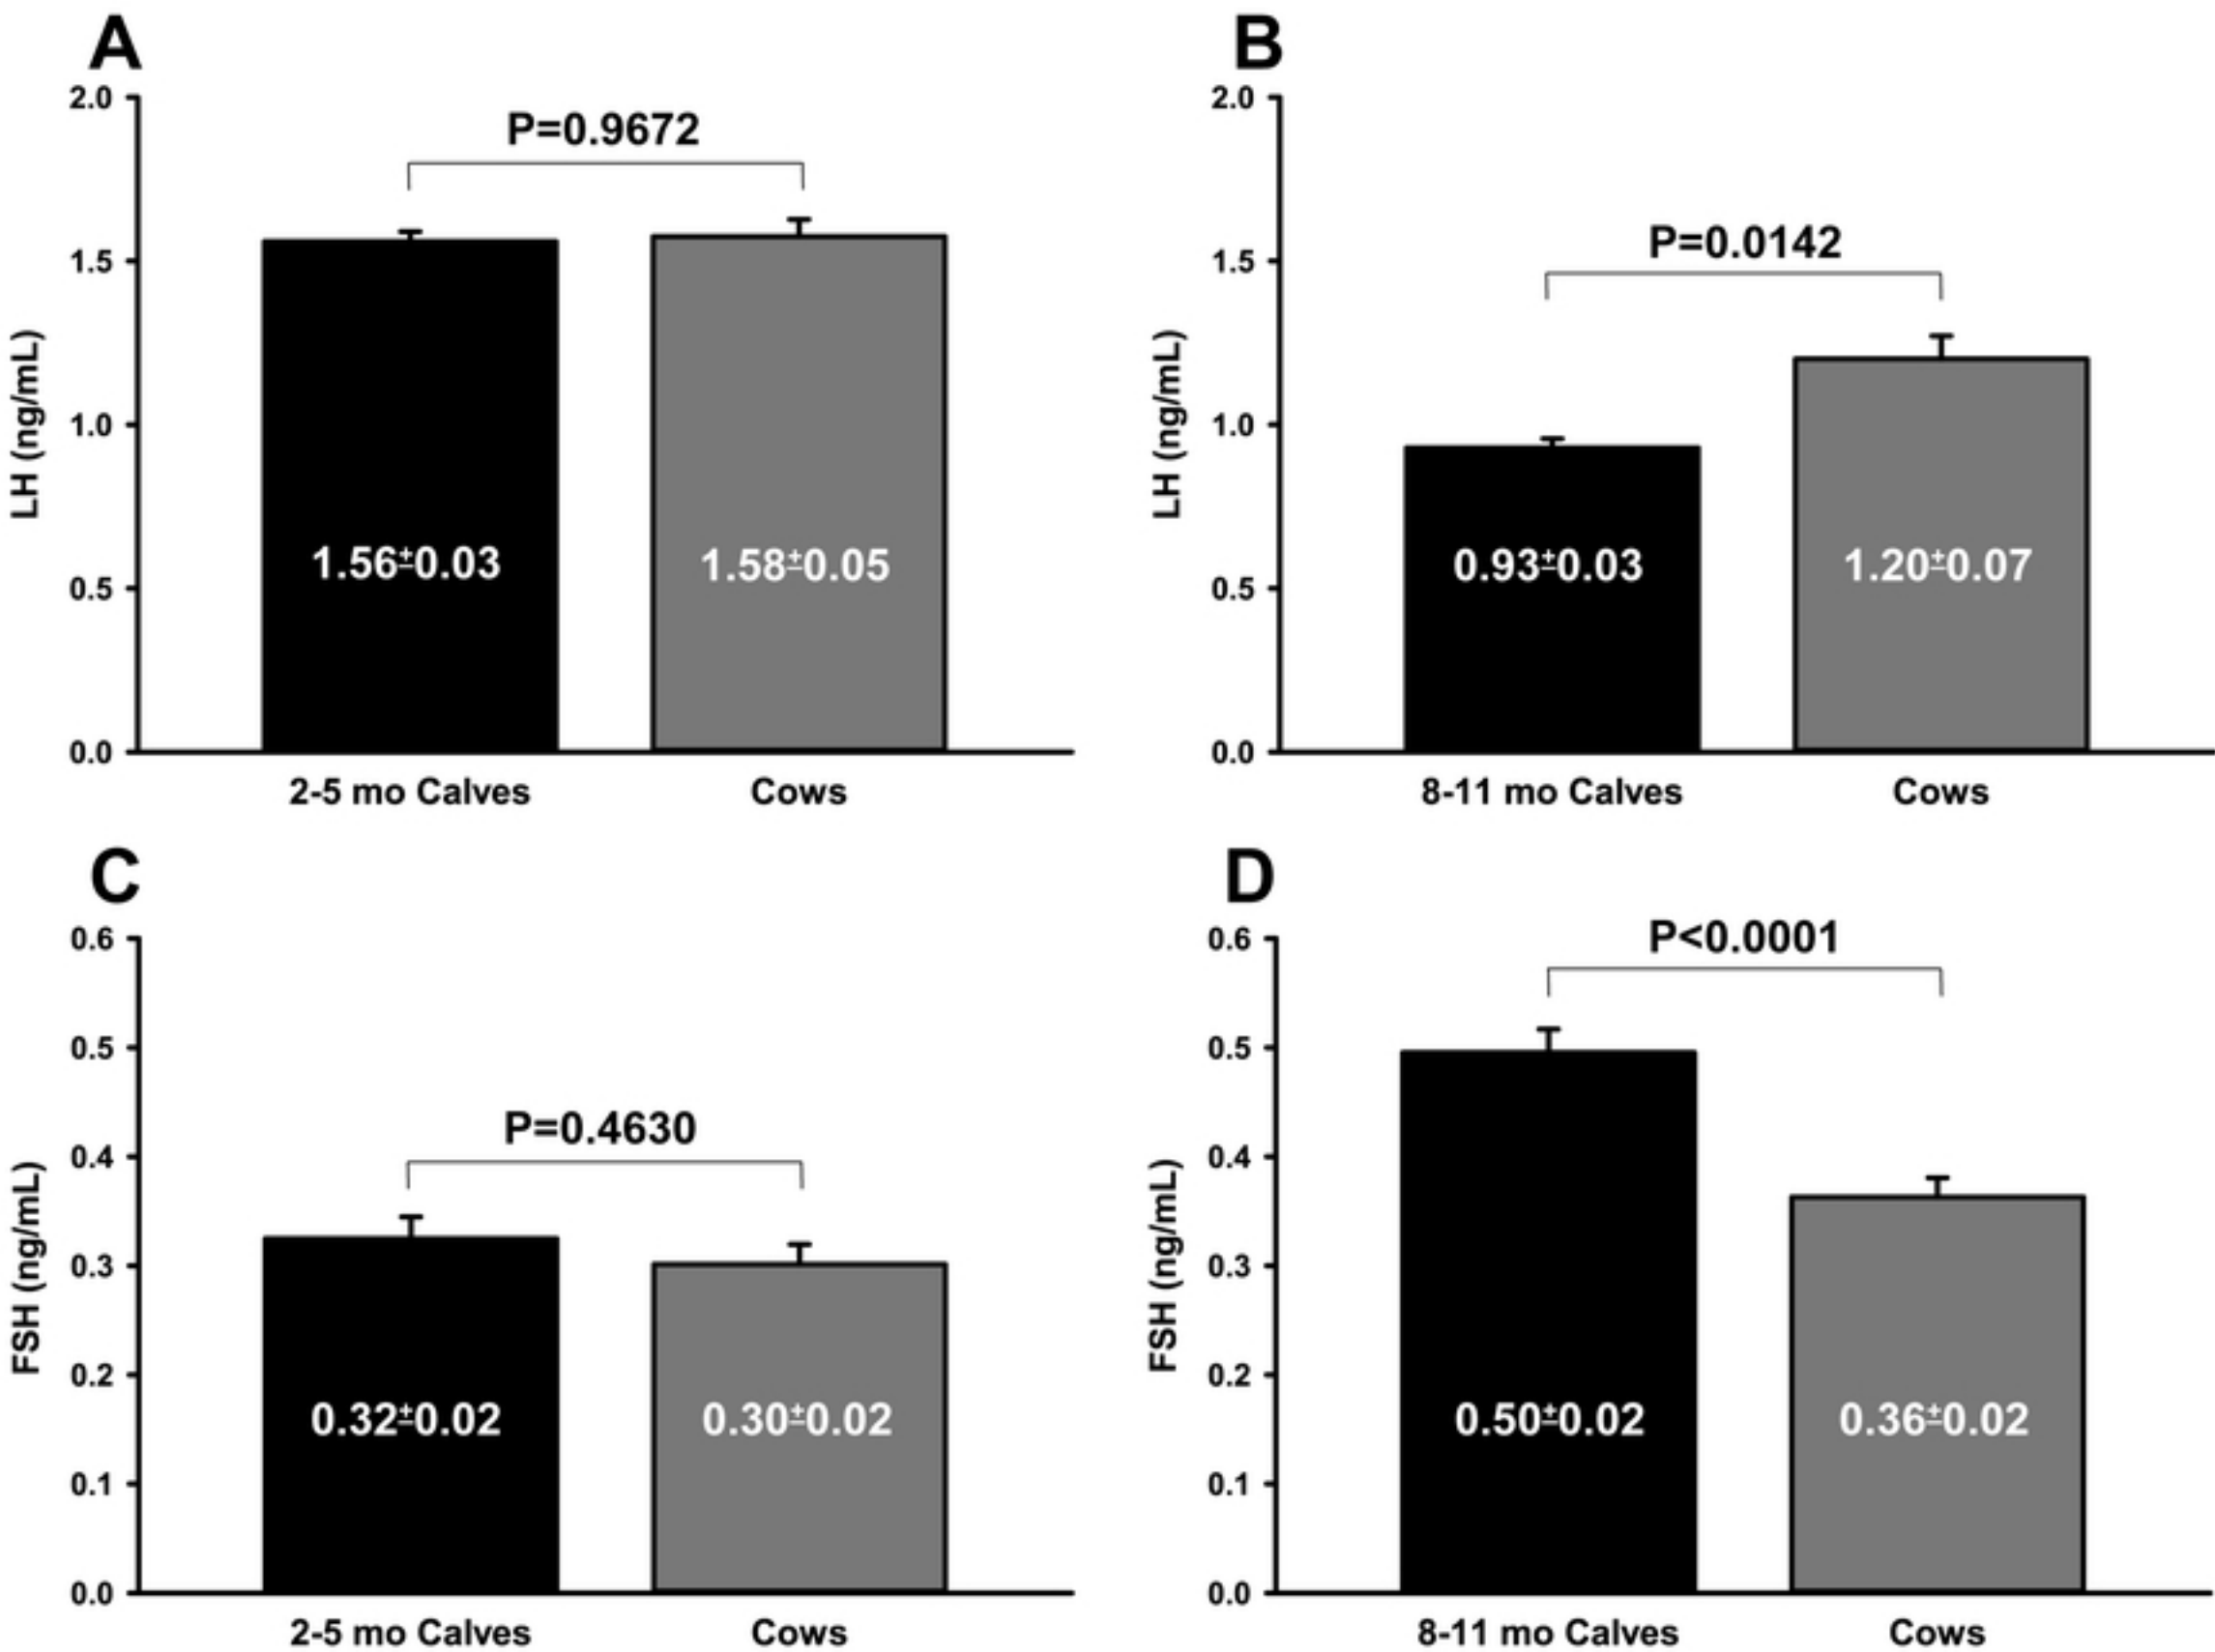 A
2.0
1.5
1.0
0.5
0.0
LH (ng/mL)
P=0.9672
1.56±0.03
1.58±0.05
2-5 mo Calves
Cows
B
2.0
1.5
1.0
0.5
0.0
LH (ng/mL)
P=0.0142
0.93±0.03
1.20±0.07
8-11 mo Calves
Cows
C
0.6
0.5
0.4
0.3
0.2
0.1
0.0
FSH (ng/mL)
P=0.4630
0.32±0.02
0.30±0.02
2-5 mo Calves
Cows
D
0.6
0.5
0.4
0.3
0.2
0.1
0.0
FSH (ng/mL)
P<0.0001
0.50±0.02
0.36±0.02
8-11 mo Calves
Cows